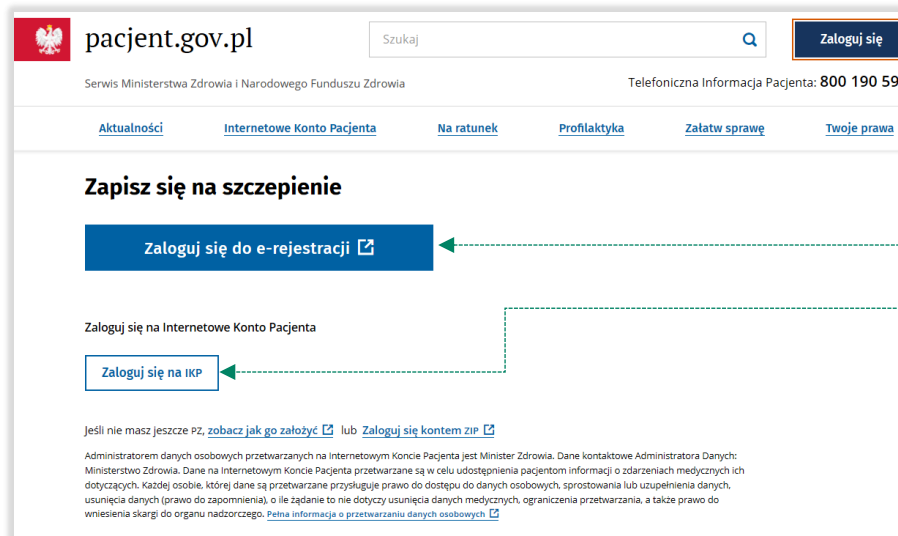 pacjent.gov.pl
Szukaj
Zaloguj się
Serwis Ministerstwa Zdrowia i Narodowego Funduszu Zdrowia
Telefoniczna Informacja Pacjenta: 800 190 59
Aktualności
Internetowe Konto Pacjenta
Na ratunek
Profilaktyka
Załatw sprawę
Twoje prawa
Zapisz się na szczepienie
Zaloguj się do e-rejestracji
Zaloguj się na Internetowe Konto Pacjenta
Zaloguj się na IKP
Jeśli nie masz jeszcze PZ, zobacz jak go założyć lub Zaloguj się kontem ZIP
Administratorem danych osobowych przetwarzanych na Internetowym Koncie Pacjenta jest Minister Zdrowia. Dane kontaktowe Administratora Danych:
Ministerstwo Zdrowia. Dane na Internetowym Koncie Pacjenta przetwarzane są w celu udostępnienia pacjentom informacji o zdarzeniach medycznych ich
dotyczących. Każdej osobie, której dane są przetwarzane przysługuje prawo do dostępu do danych osobowych, sprostowania lub uzupełnienia danych,
usunięcia danych (prawo do zapomnienia), o ile żądanie to nie dotyczy usunięcia danych medycznych, ograniczenia przetwarzania, a także prawo do
wniesienia skargi do organu nadzorczego. Pełna informacja o przetwarzaniu danych osobowych